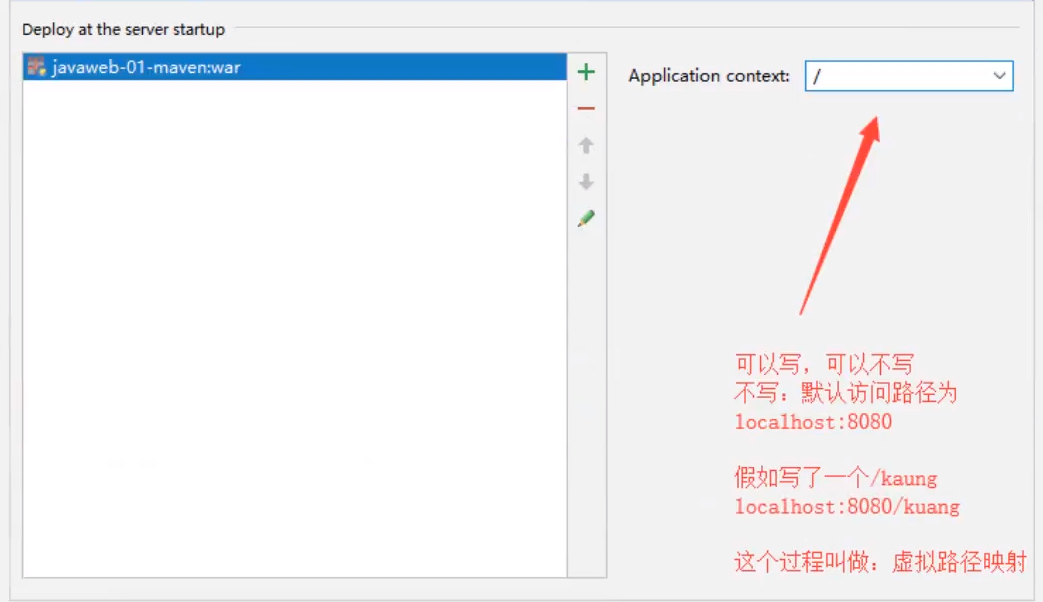 Deploy at the server startup
javaweb-01-maven:war
Application context: /
可以写，可以不写
不写：默认访问路径为
localhost:8080
假如写了一个/kaung
localhost:8080/kuang
这个过程叫做：虚拟路径映射